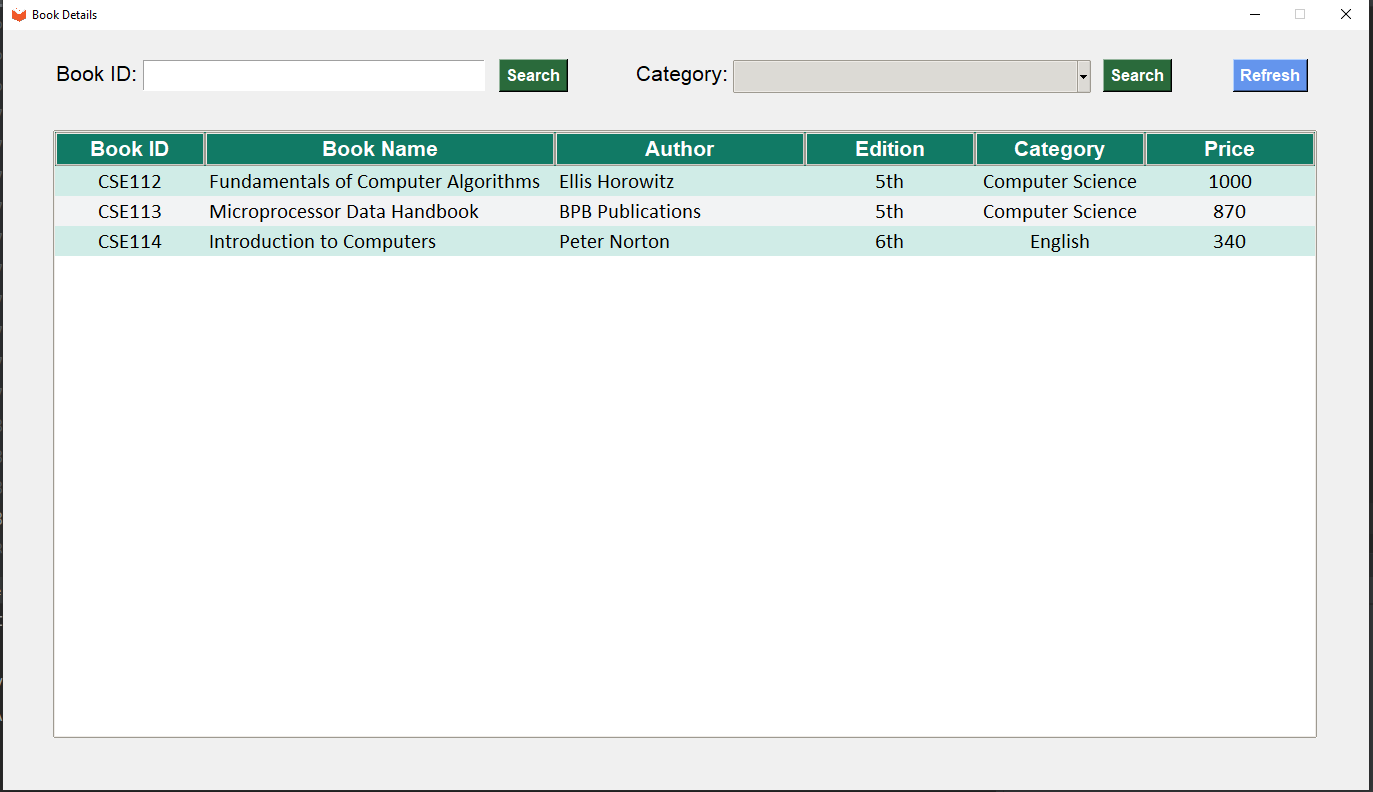 Book Details
Book ID: Search Category: Search Refresh
Book ID Book Name Author Edition Category Price
CSE112 Fundamentals of Computer Algorithms Ellis Horowitz 5th Computer Science 1000
CSE113 Microprocessor Data Handbook BPB Publications 5th Computer Science 870
CSE114 Introduction to Computers Peter Norton 6th English 340